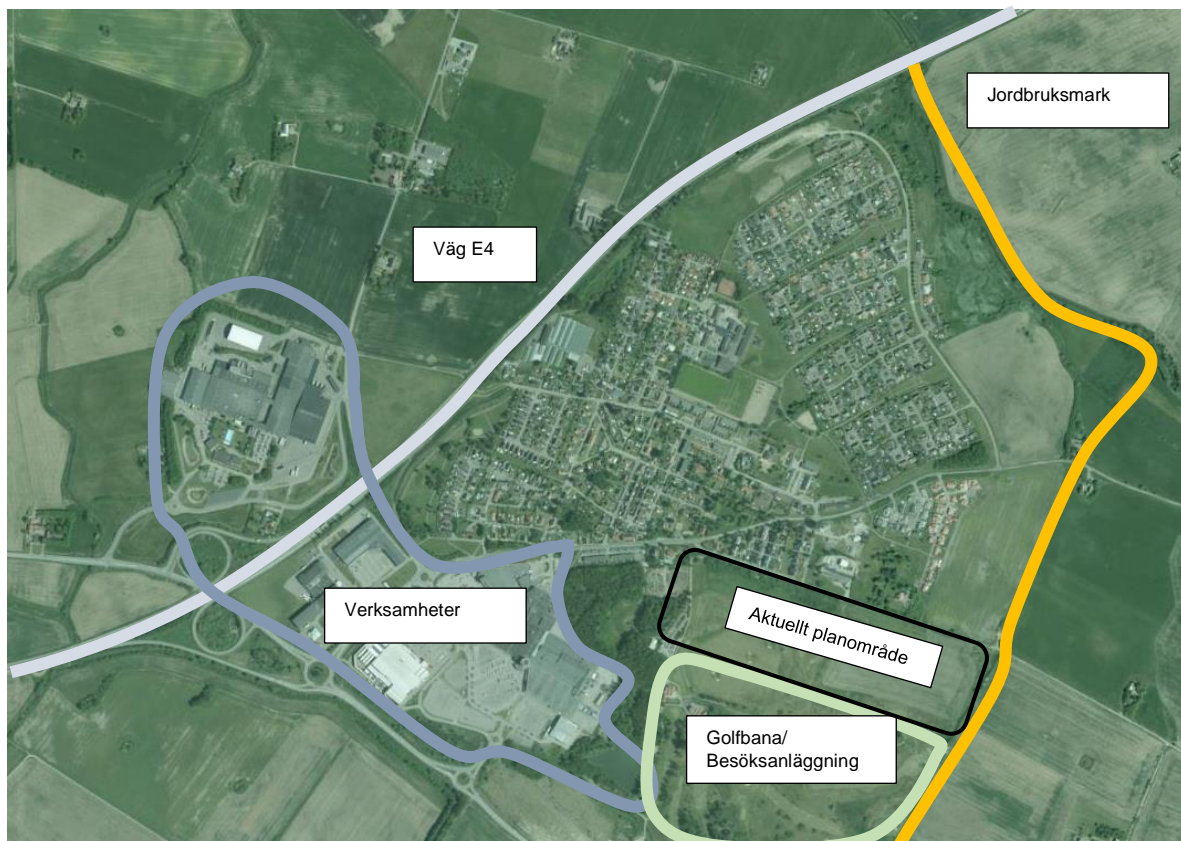 Jordbruksmark
Väg E4
Verksamheter
Aktuellt planområde
Golfbana/
Besöksanläggning